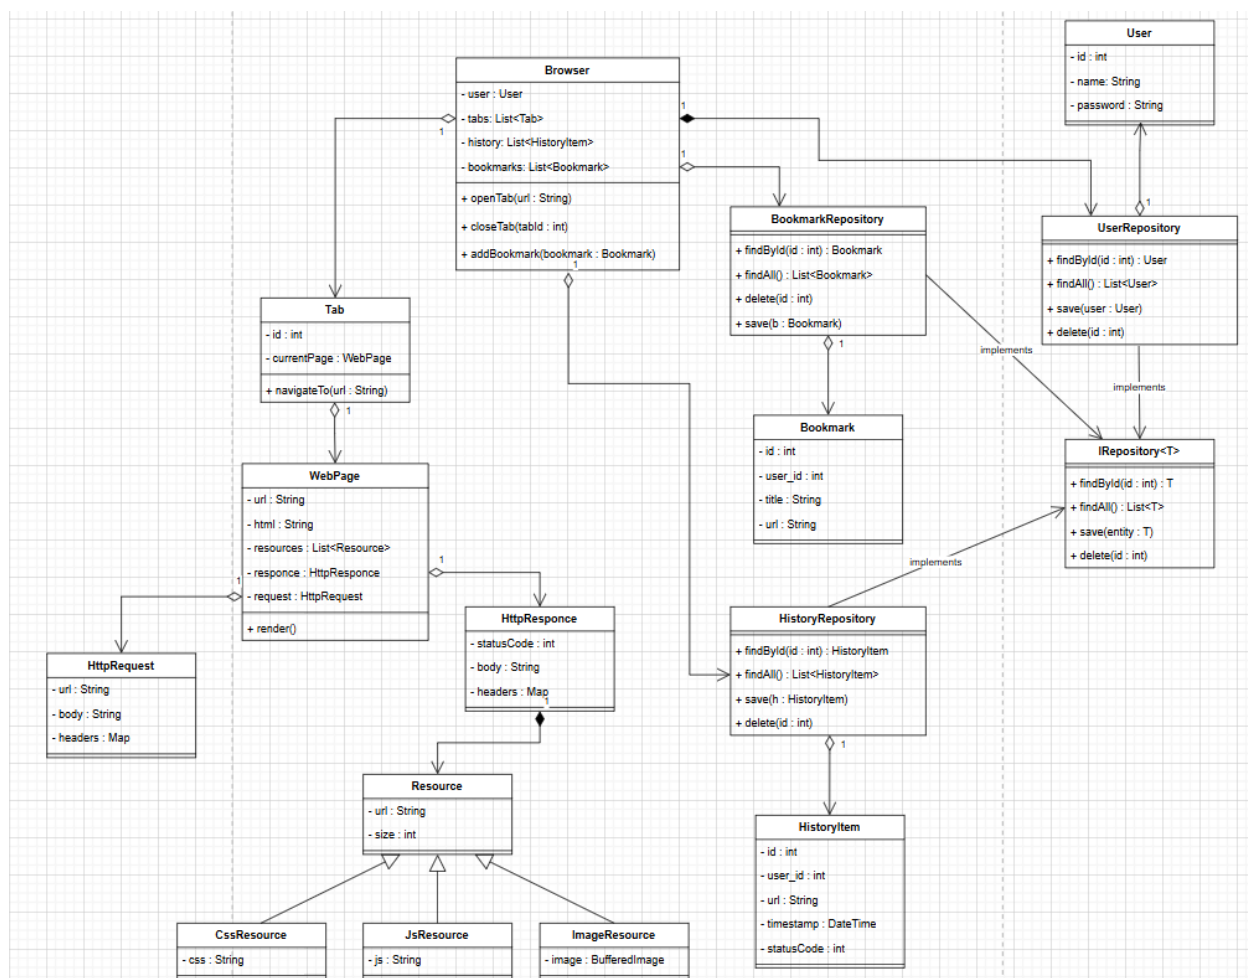 User
- id : int
- name: String
- password : String
Browser
- user : User
- tabs: List<Tab>
- history: List<HistoryItem>
- bookmarks: List<Bookmark>
+ openTab(url : String)
+ closeTab(tabId : int)
+ addBookmark(bookmark : Bookmark)
1
1
1
1
BookmarkRepository
+ findById(id : int) : Bookmark
+ findAll() : List<Bookmark>
+ delete(id : int)
+ save(b : Bookmark)
1
1
UserRepository
+ findById(id : int) : User
+ findAll() : List<User>
+ save(user : User)
+ delete(id : int)
implements
implements
Tab
- id : int
- currentPage : WebPage
+ navigateTo(url : String)
1
Bookmark
- id : int
- user_id : int
- title : String
- url : String
IRepository<T>
+ findById(id : int) : T
+ findAll() : List<T>
+ save(entity : T)
+ delete(id : int)
WebPage
- url : String
- html : String
- resources : List<Resource>
- responce : HttpResponce
- request : HttpRequest
+ render()
1
1
implements
HttpRequest
- url : String
- body : String
- headers : Map
HttpResponce
- statusCode : int
- body : String
- headers : Map
1
HistoryRepository
+ findById(id : int) : HistoryItem
+ findAll() : List<HistoryItem>
+ save(h : HistoryItem)
+ delete(id : int)
1
Resource
- url : String
- size : int
HistoryItem
- id : int
- user_id : int
- url : String
- timestamp : DateTime
- statusCode : int
CssResource
- css : String
JsResource
- js : String
ImageResource
- image : BufferedImage